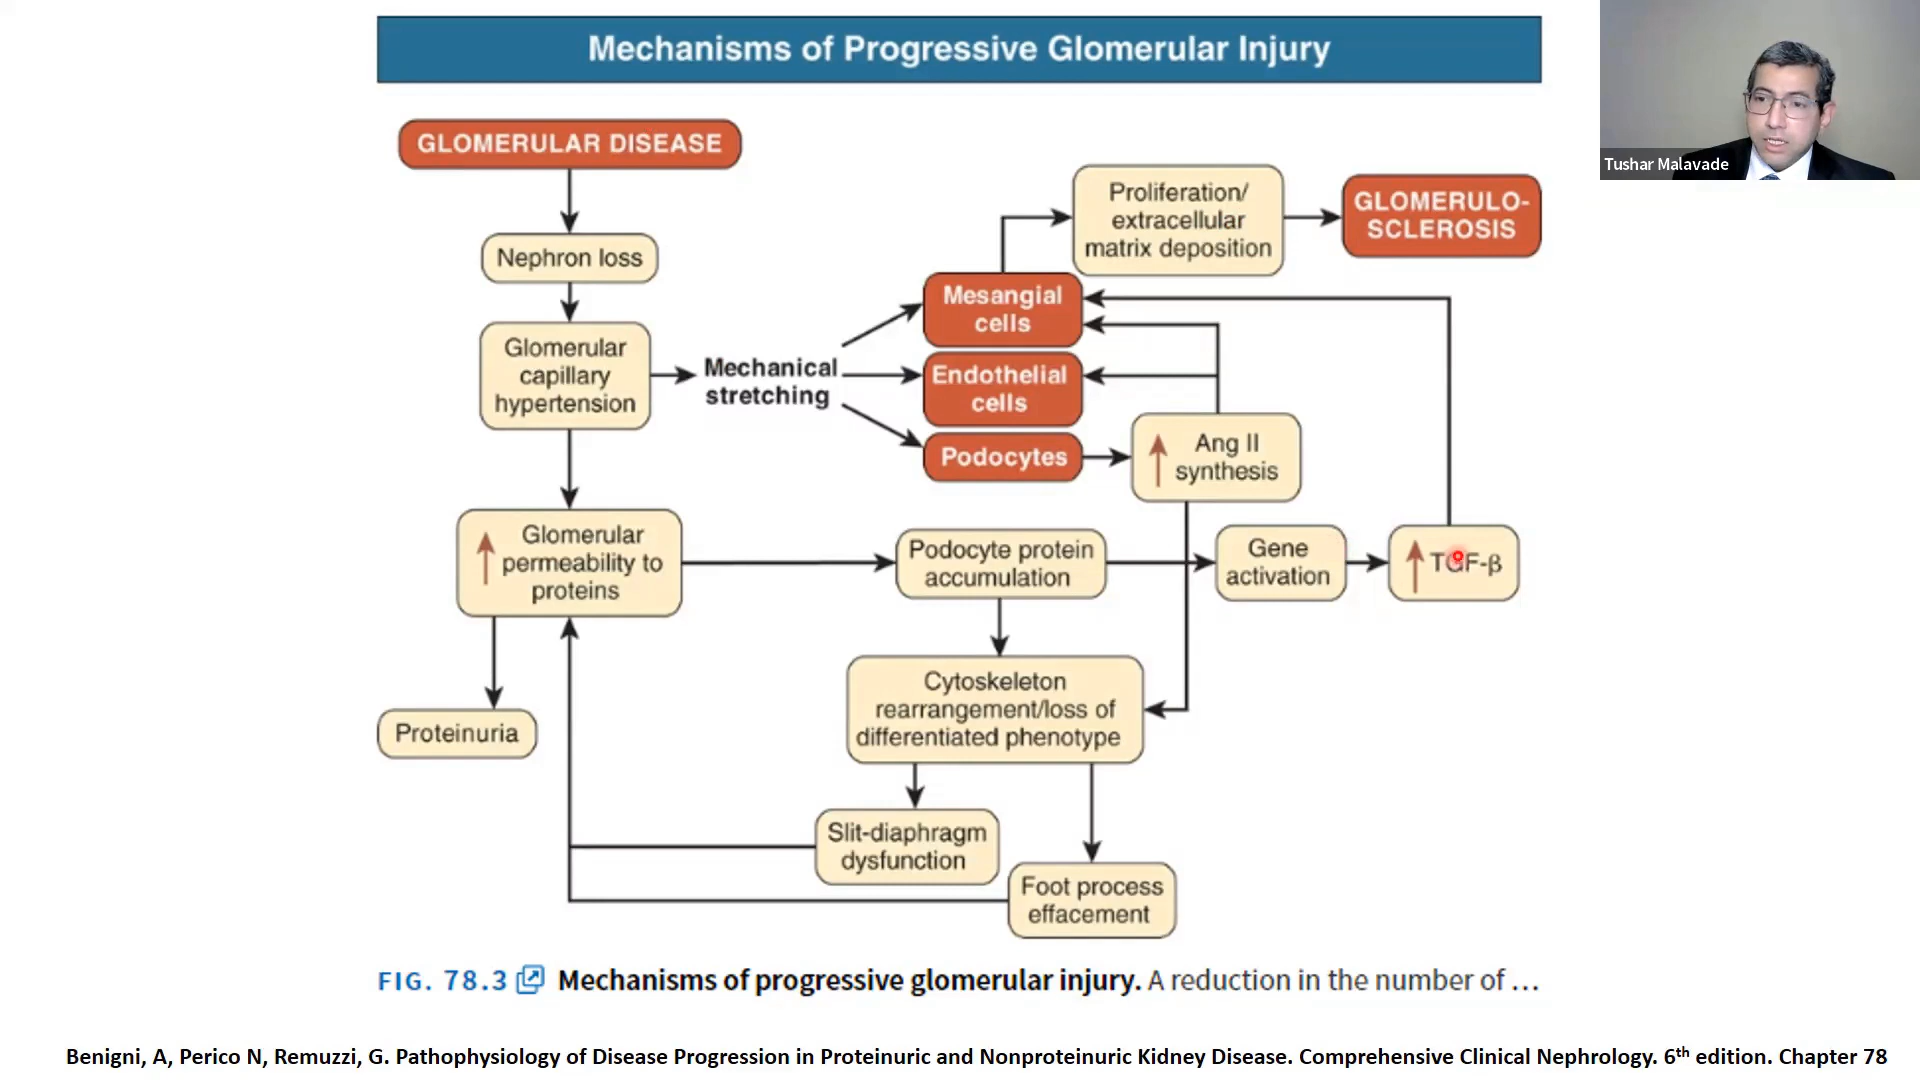 Mechanisms of Progressive Glomerular Injury
Tushar Malavade
GLOMERULAR DISEASE
Nephron loss
Glomerular
capillary
hypertension
Mechanical
stretching
Proliferation/
extracellular
matrix deposition
GLOMERULO-
SCLEROSIS
Mesangial
cells
Endothelial
cells
Podocytes
Ang II
synthesis
Glomerular
permeability to
proteins
Podocyte protein
accumulation
Gene
activation
TGF-β
Proteinuria
Cytoskeleton
rearrangement/loss of
differentiated phenotype
Slit-diaphragm
dysfunction
Foot process
effacement
FIG. 78.3 Mechanisms of progressive glomerular injury. A reduction in the number of ...
Benigni, A, Perico N, Remuzzi, G. Pathophysiology of Disease Progression in Proteinuric and Nonproteinuric Kidney Disease. Comprehensive Clinical Nephrology. 6th edition. Chapter 78